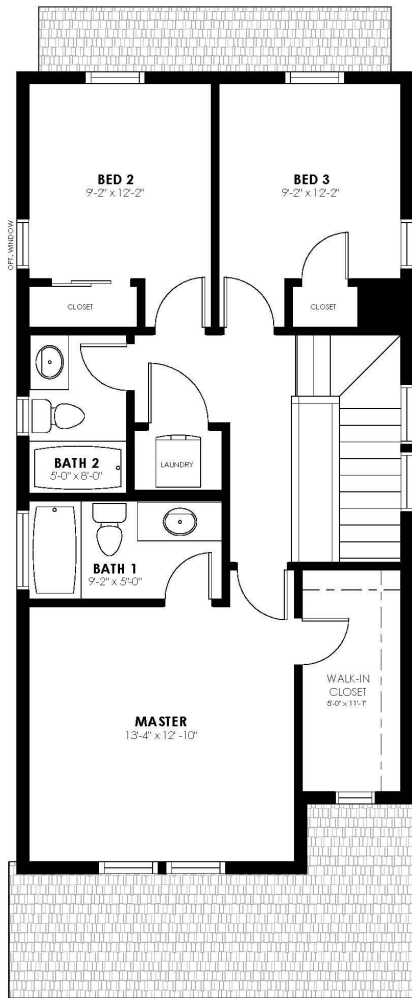 BED 2
9'-2" x 12'-2"
BED 3
9'-2" x 12'-2"
OPT. WINDOW
CLOSET
CLOSET
BATH 2
5'-0" x 8'-0"
LAUNDRY
BATH 1
9'-2" x 5'-0"
WALK-IN
CLOSET
5'-0" x 11'-1"
MASTER
13'-4" x 12' -10"